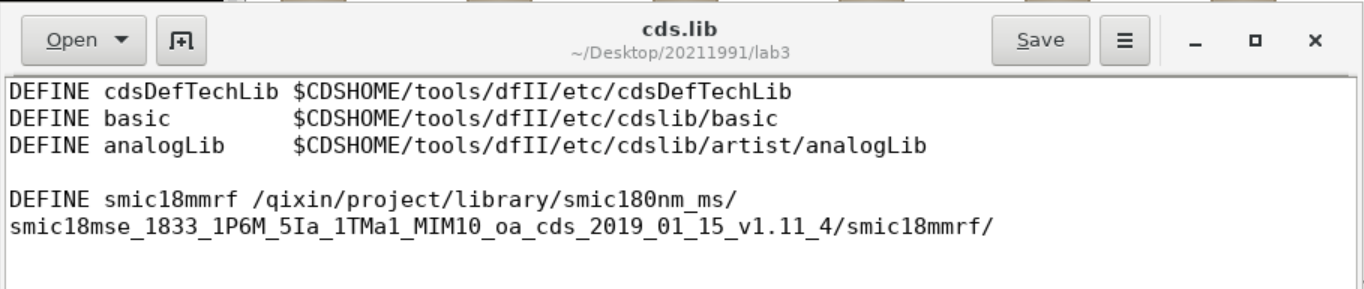 Open
cds.lib
~/Desktop/20211991/lab3
Save
DEFINE cdsDefTechLib $CDSHOME/tools/dfII/etc/cdsDefTechLib
DEFINE basic         $CDSHOME/tools/dfII/etc/cdslib/basic
DEFINE analogLib     $CDSHOME/tools/dfII/etc/cdslib/artist/analogLib
DEFINE smic18mmrf /qixin/project/library/smic180nm_ms/
smic18mse_1833_1P6M_5Ia_1TMa1_MIM10_oa_cds_2019_01_15_v1.11_4/smic18mmrf/